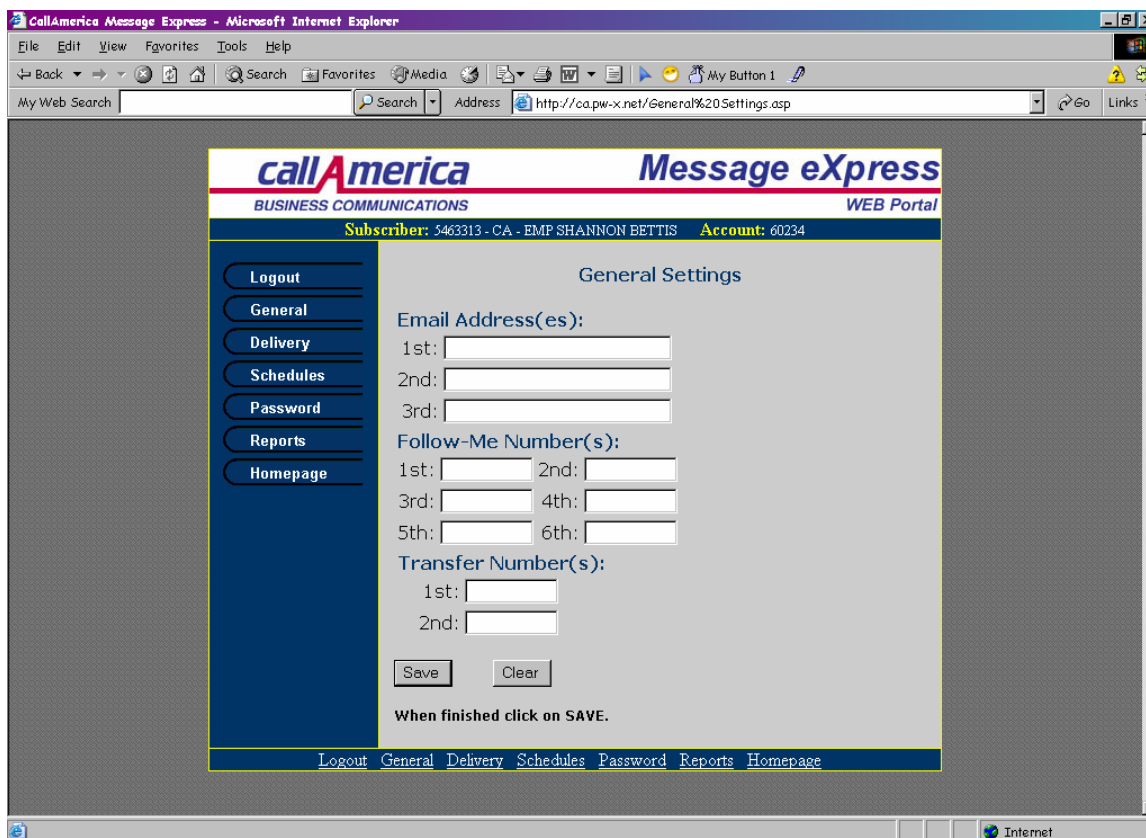 CallAmerica Message Express - Microsoft Internet Explorer
File Edit View Favorites Tools Help
Back Search Favorites Media My Button 1
My Web Search Search Address http://ca.pw-x.net/General%20Settings.asp Go Links
callAmerica Message eXpress
BUSINESS COMMUNICATIONS WEB Portal
Subscriber: 5463313 - CA - EMP SHANNON BETTIS Account: 60234
Logout
General
Delivery
Schedules
Password
Reports
Homepage
General Settings
Email Address(es):
1st:
2nd:
3rd:
Follow-Me Number(s):
1st: 2nd:
3rd: 4th:
5th: 6th:
Transfer Number(s):
1st:
2nd:
Save Clear
When finished click on SAVE.
Logout General Delivery Schedules Password Reports Homepage
Internet